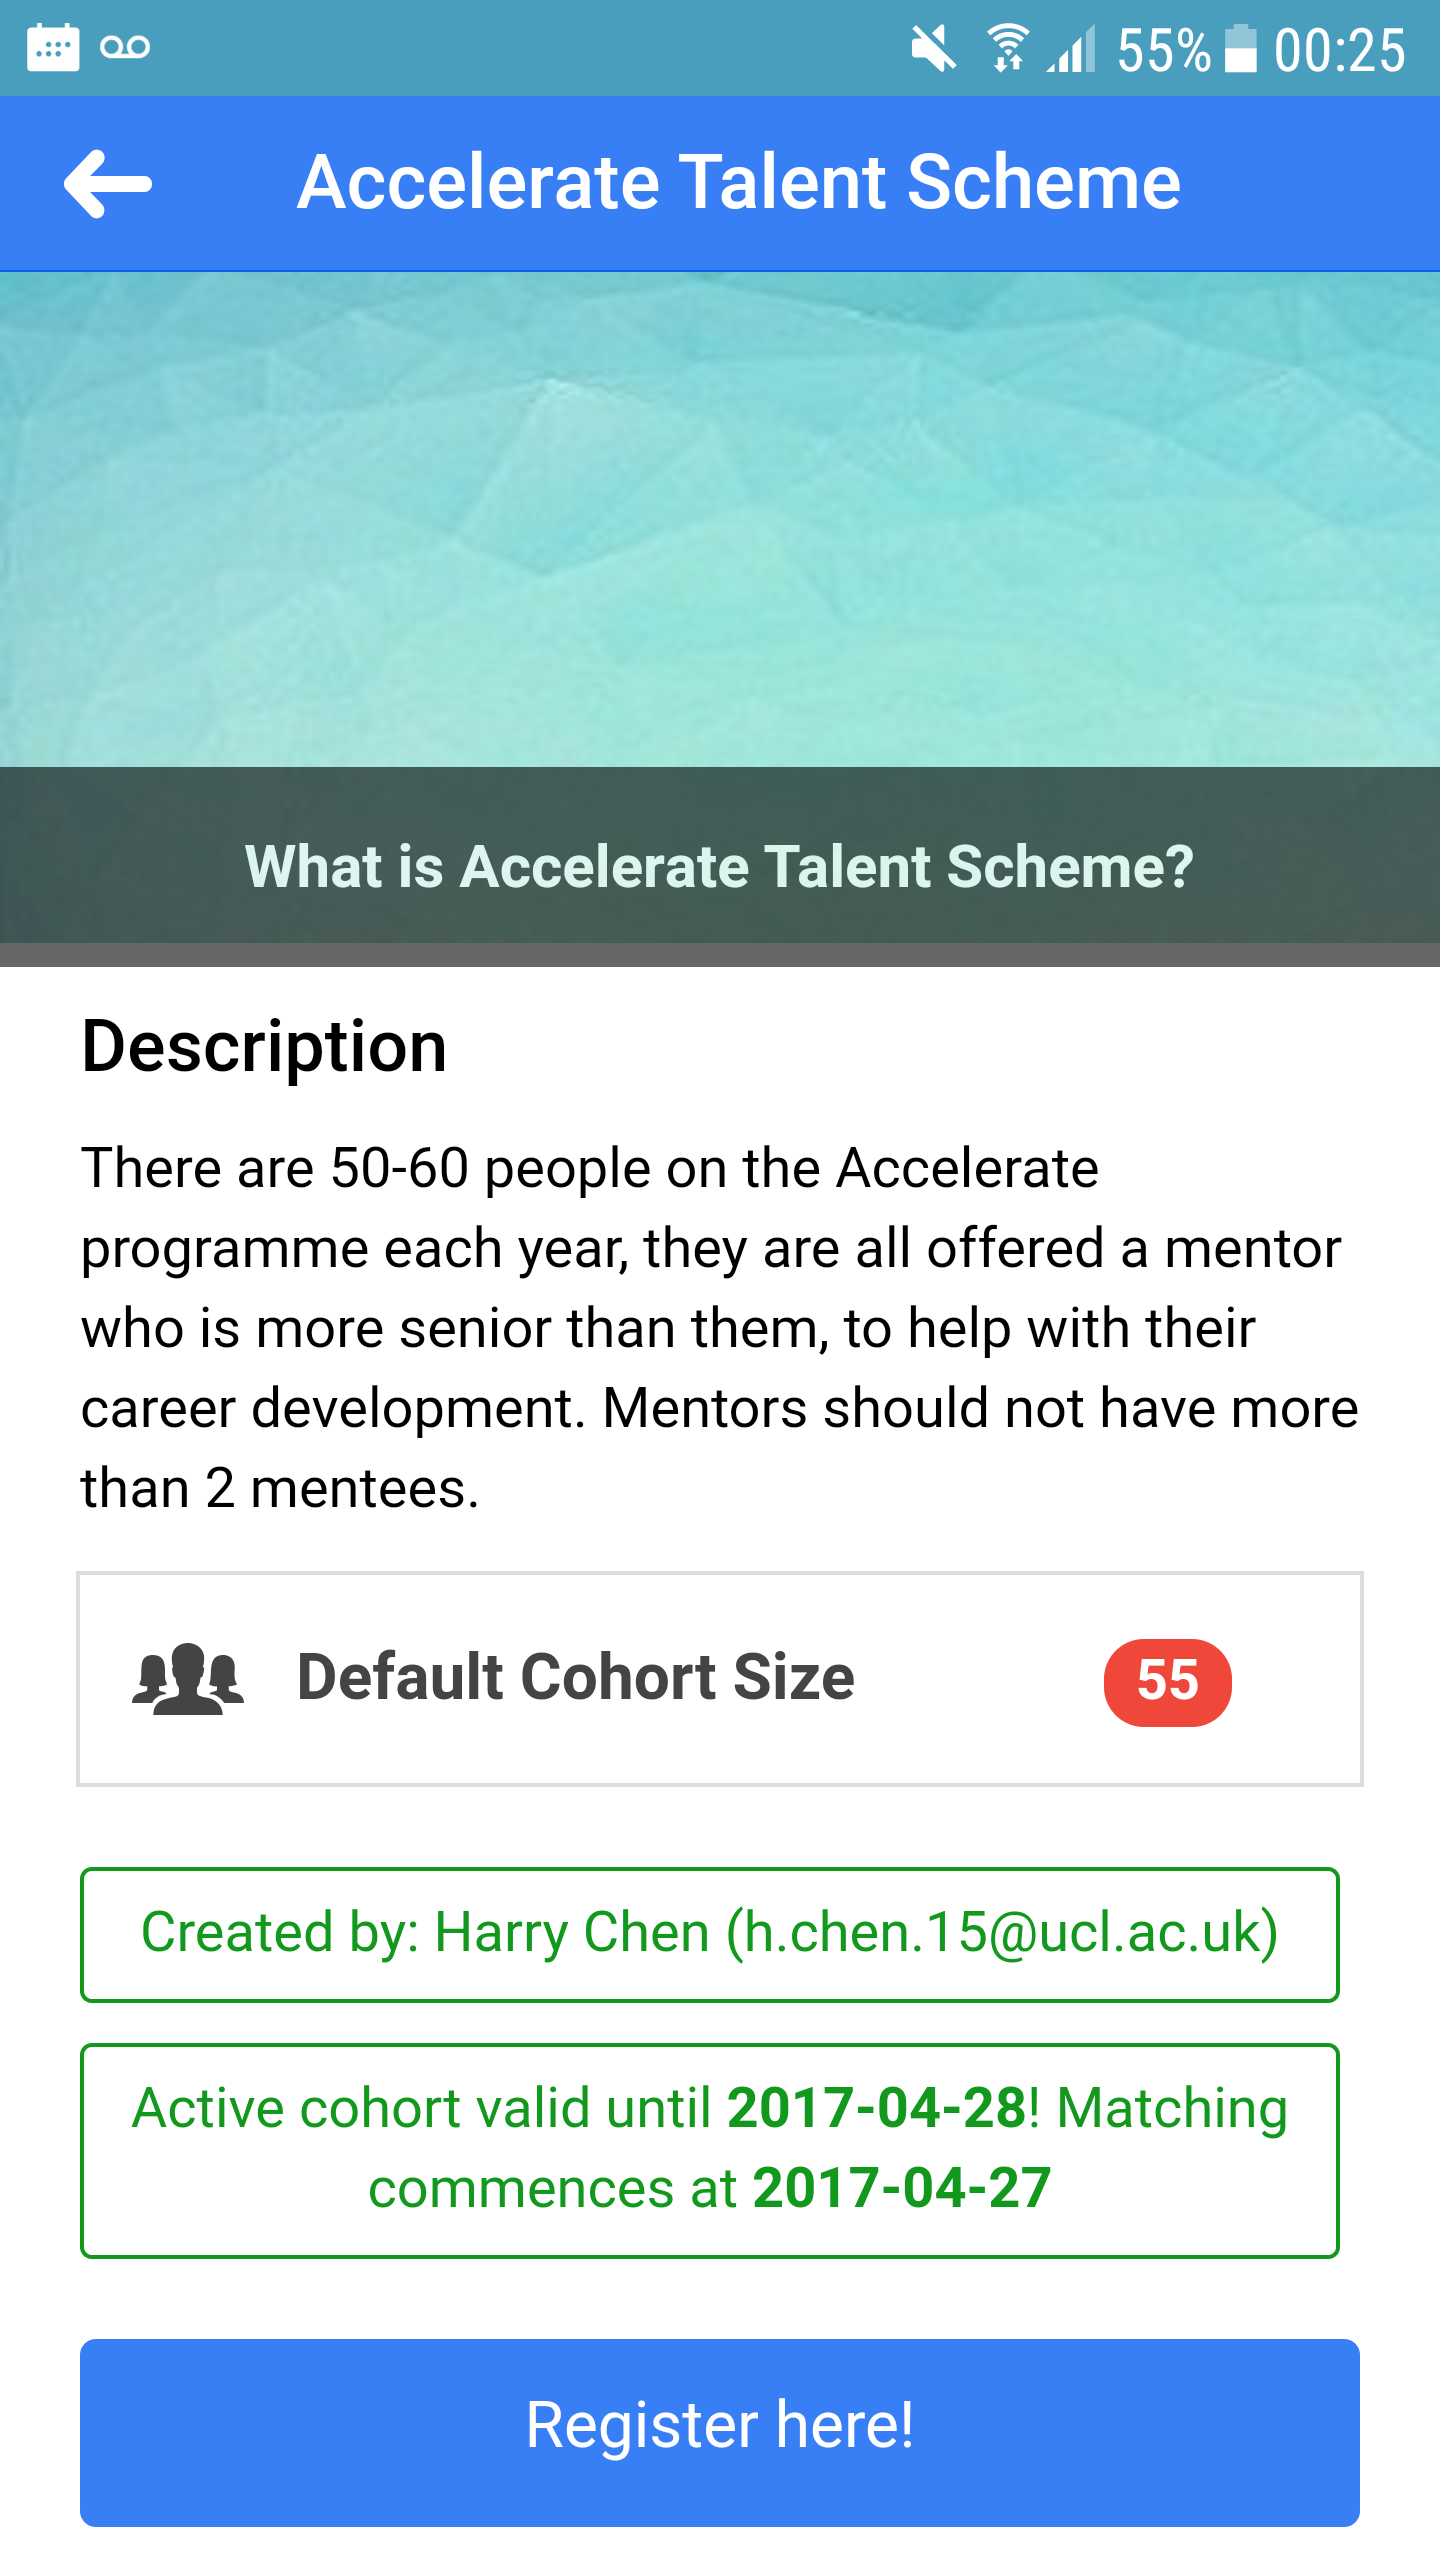 55% 00:25
Accelerate Talent Scheme
What is Accelerate Talent Scheme?
Description
There are 50-60 people on the Accelerate
programme each year, they are all offered a mentor
who is more senior than them, to help with their
career development. Mentors should not have more
than 2 mentees.
Default Cohort Size 55
Created by: Harry Chen (h.chen.15@ucl.ac.uk)
Active cohort valid until 2017-04-28! Matching
commences at 2017-04-27
Register here!